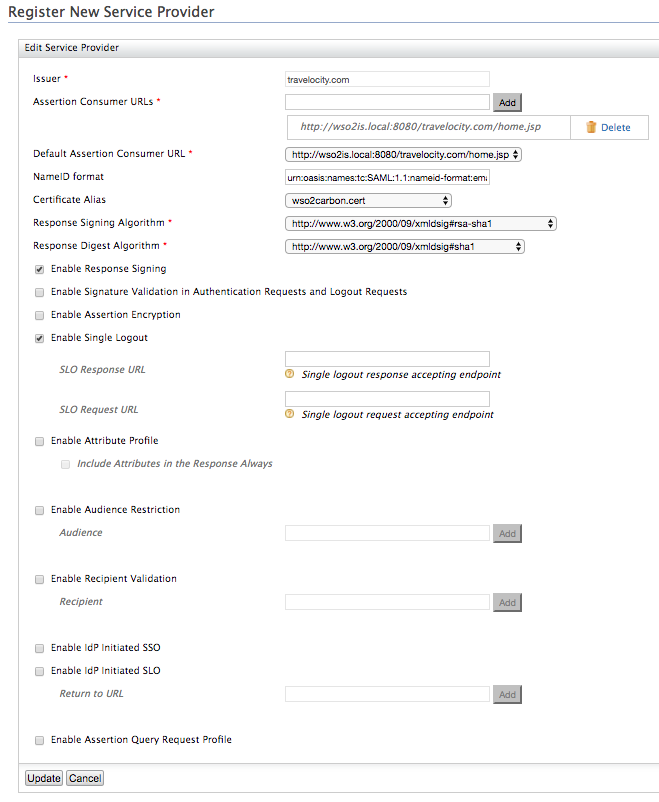 Register New Service Provider
Edit Service Provider
Issuer *
travelocity.com
Assertion Consumer URLs *
Add
http://wso2is.local:8080/travelocity.com/home.jsp
Delete
Default Assertion Consumer URL *
http://wso2is.local:8080/travelocity.com/home.jsp
NameID format
urn:oasis:names:tc:SAML:1.1:nameid-format:ema
Certificate Alias
wso2carbon.cert
Response Signing Algorithm *
http://www.w3.org/2000/09/xmldsig#rsa-sha1
Response Digest Algorithm *
http://www.w3.org/2000/09/xmldsig#sha1
Enable Response Signing
Enable Signature Validation in Authentication Requests and Logout Requests
Enable Assertion Encryption
Enable Single Logout
SLO Response URL
Single logout response accepting endpoint
SLO Request URL
Single logout request accepting endpoint
Enable Attribute Profile
Include Attributes in the Response Always
Enable Audience Restriction
Audience
Add
Enable Recipient Validation
Recipient
Add
Enable IdP Initiated SSO
Enable IdP Initiated SLO
Return to URL
Add
Enable Assertion Query Request Profile
Update
Cancel